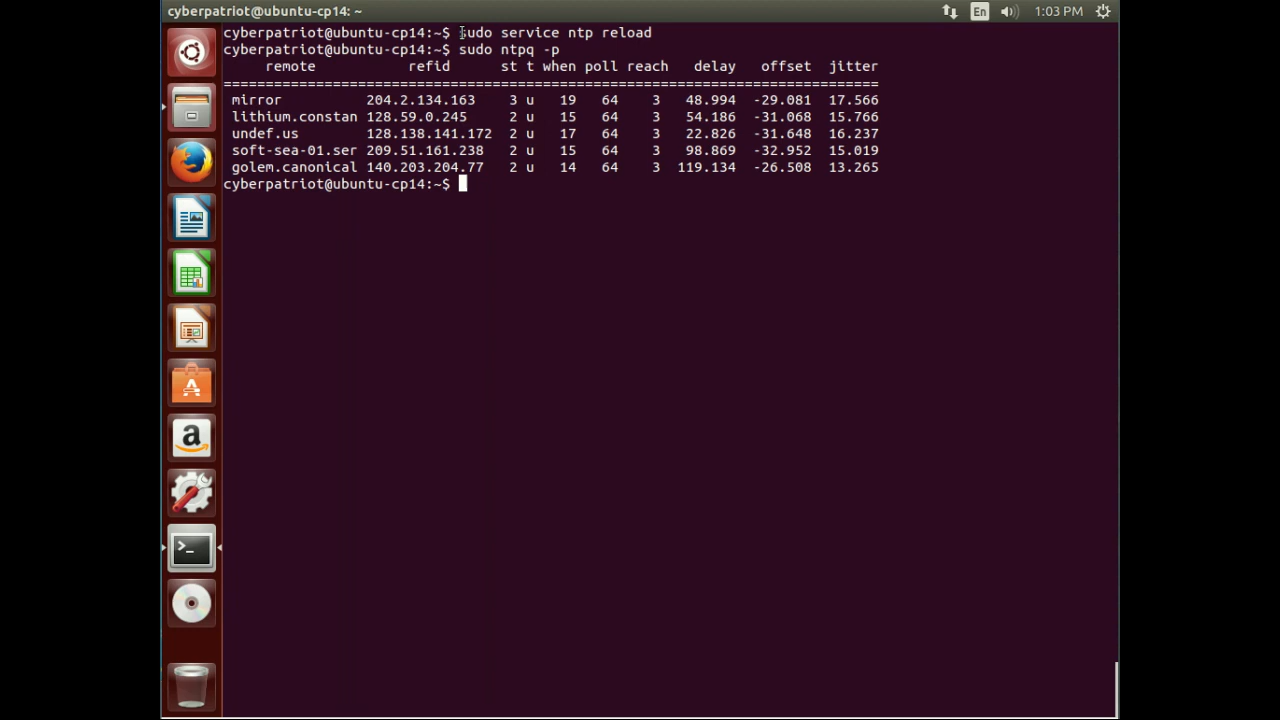 cyberpatriot@ubuntu-cp14: ~ En 1:03 PM
cyberpatriot@ubuntu-cp14:~$ sudo service ntp reload
cyberpatriot@ubuntu-cp14:~$ sudo ntpq -p
     remote           refid      st t when poll reach   delay   offset  jitter
==============================================================================
 mirror          204.2.134.163    3 u   19   64    3   48.994  -29.081  17.566
 lithium.constan 128.59.0.245     2 u   15   64    3   54.186  -31.068  15.766
 undef.us        128.138.141.172  2 u   17   64    3   22.826  -31.648  16.237
 soft-sea-01.ser 209.51.161.238   2 u   15   64    3   98.869  -32.952  15.019
 golem.canonical 140.203.204.77   2 u   14   64    3  119.134  -26.508  13.265
cyberpatriot@ubuntu-cp14:~$